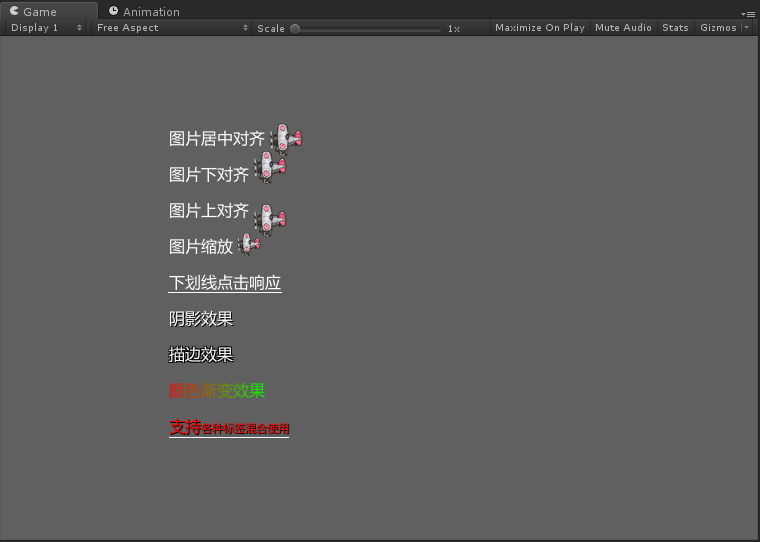 Game Animation
Display 1 Free Aspect Scale 1x Maximize On Play Mute Audio Stats Gizmos
图片居中对齐
图片下对齐
图片上对齐
图片缩放
下划线点击响应
阴影效果
描边效果
颜色渐变效果
支持各种标签混合使用